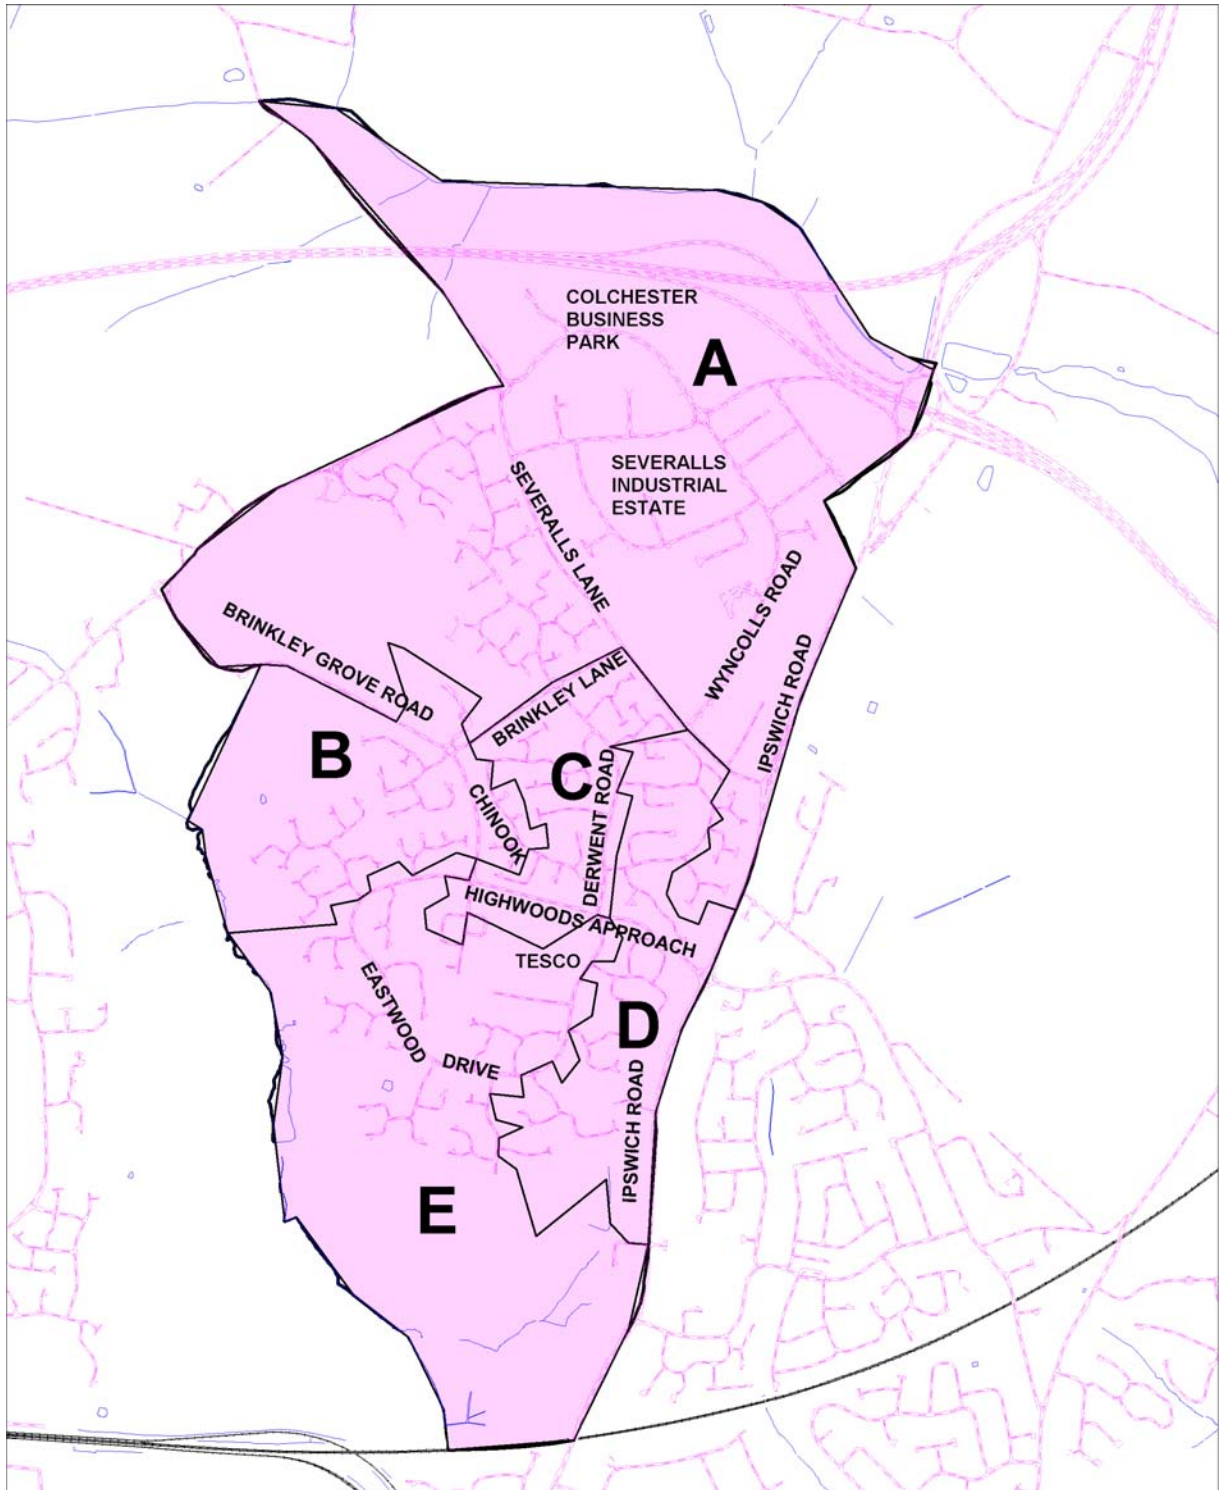 COLCHESTER
BUSINESS
PARK
A
SEVERALLS
INDUSTRIAL
ESTATE
SEVERALLS LANE
WYNCOLLS ROAD
BRINKLEY GROVE ROAD
IPSWICH ROAD
BRINKLEY LANE
B
C
CHINOOK
DERWENT ROAD
HIGHWOODS APPROACH
TESCO
EASTWOOD
DRIVE
D
IPSWICH ROAD
E